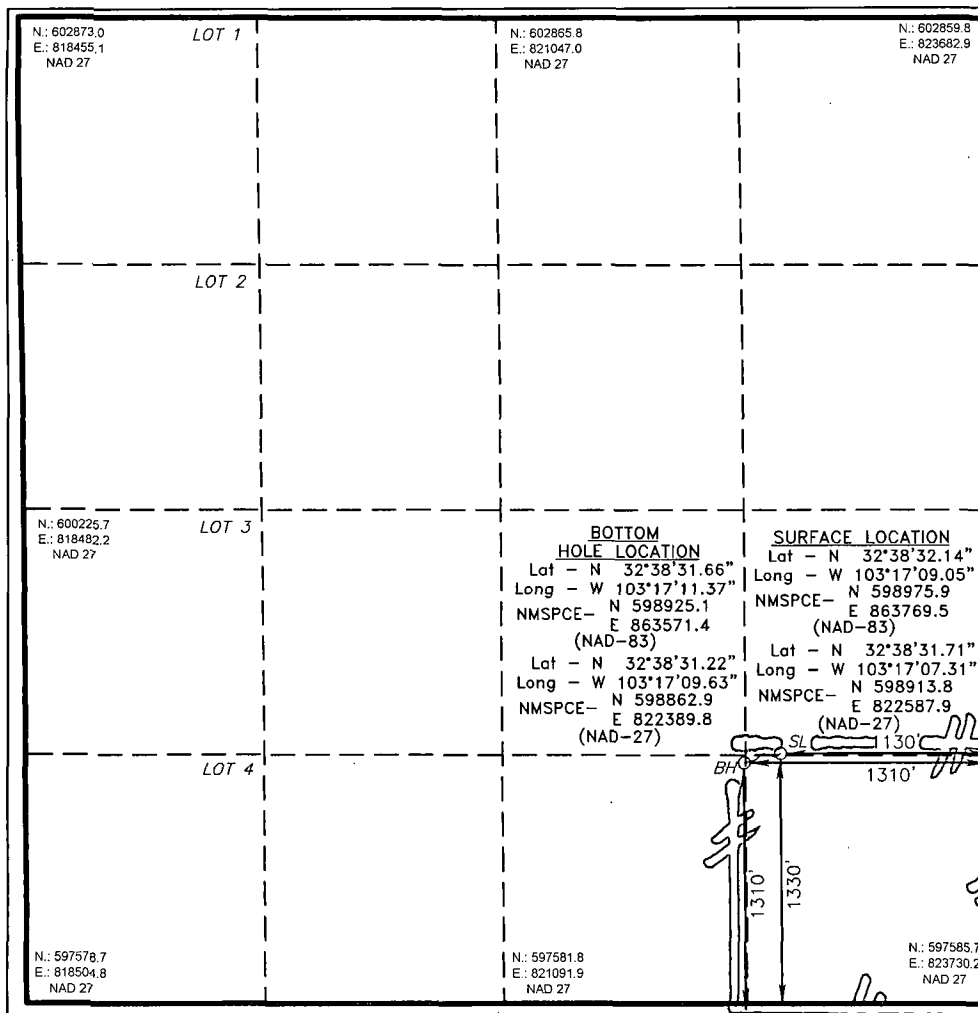 N.: 602873.0
E.: 818455.1
NAD 27
LOT 1
N.: 602865.8
E.: 821047.0
NAD 27
N.: 602859.8
E.: 823682.9
NAD 27
LOT 2
N.: 600225.7
E.: 818482.2
NAD 27
LOT 3
BOTTOM
HOLE LOCATION
Lat - N 32°38'31.66"
Long - W 103°17'11.37"
NMSPCE- N 598925.1
E 863571.4
(NAD-83)
Lat - N 32°38'31.22"
Long - W 103°17'09.63"
NMSPCE- N 598862.9
E 822389.8
(NAD-27)
SURFACE LOCATION
Lat - N 32°38'32.14"
Long - W 103°17'09.05"
NMSPCE- N 598975.9
E 863769.5
(NAD-83)
Lat - N 32°38'31.71"
Long - W 103°17'07.31"
NMSPCE- N 598913.8
E 822587.9
(NAD-27)
LOT 4
SL
1130'
BH
1310'
1310'
1330'
N.: 597578.7
E.: 818504.8
NAD 27
N.: 597581.8
E.: 821091.9
NAD 27
N.: 597585.7
E.: 823730.2
NAD 27